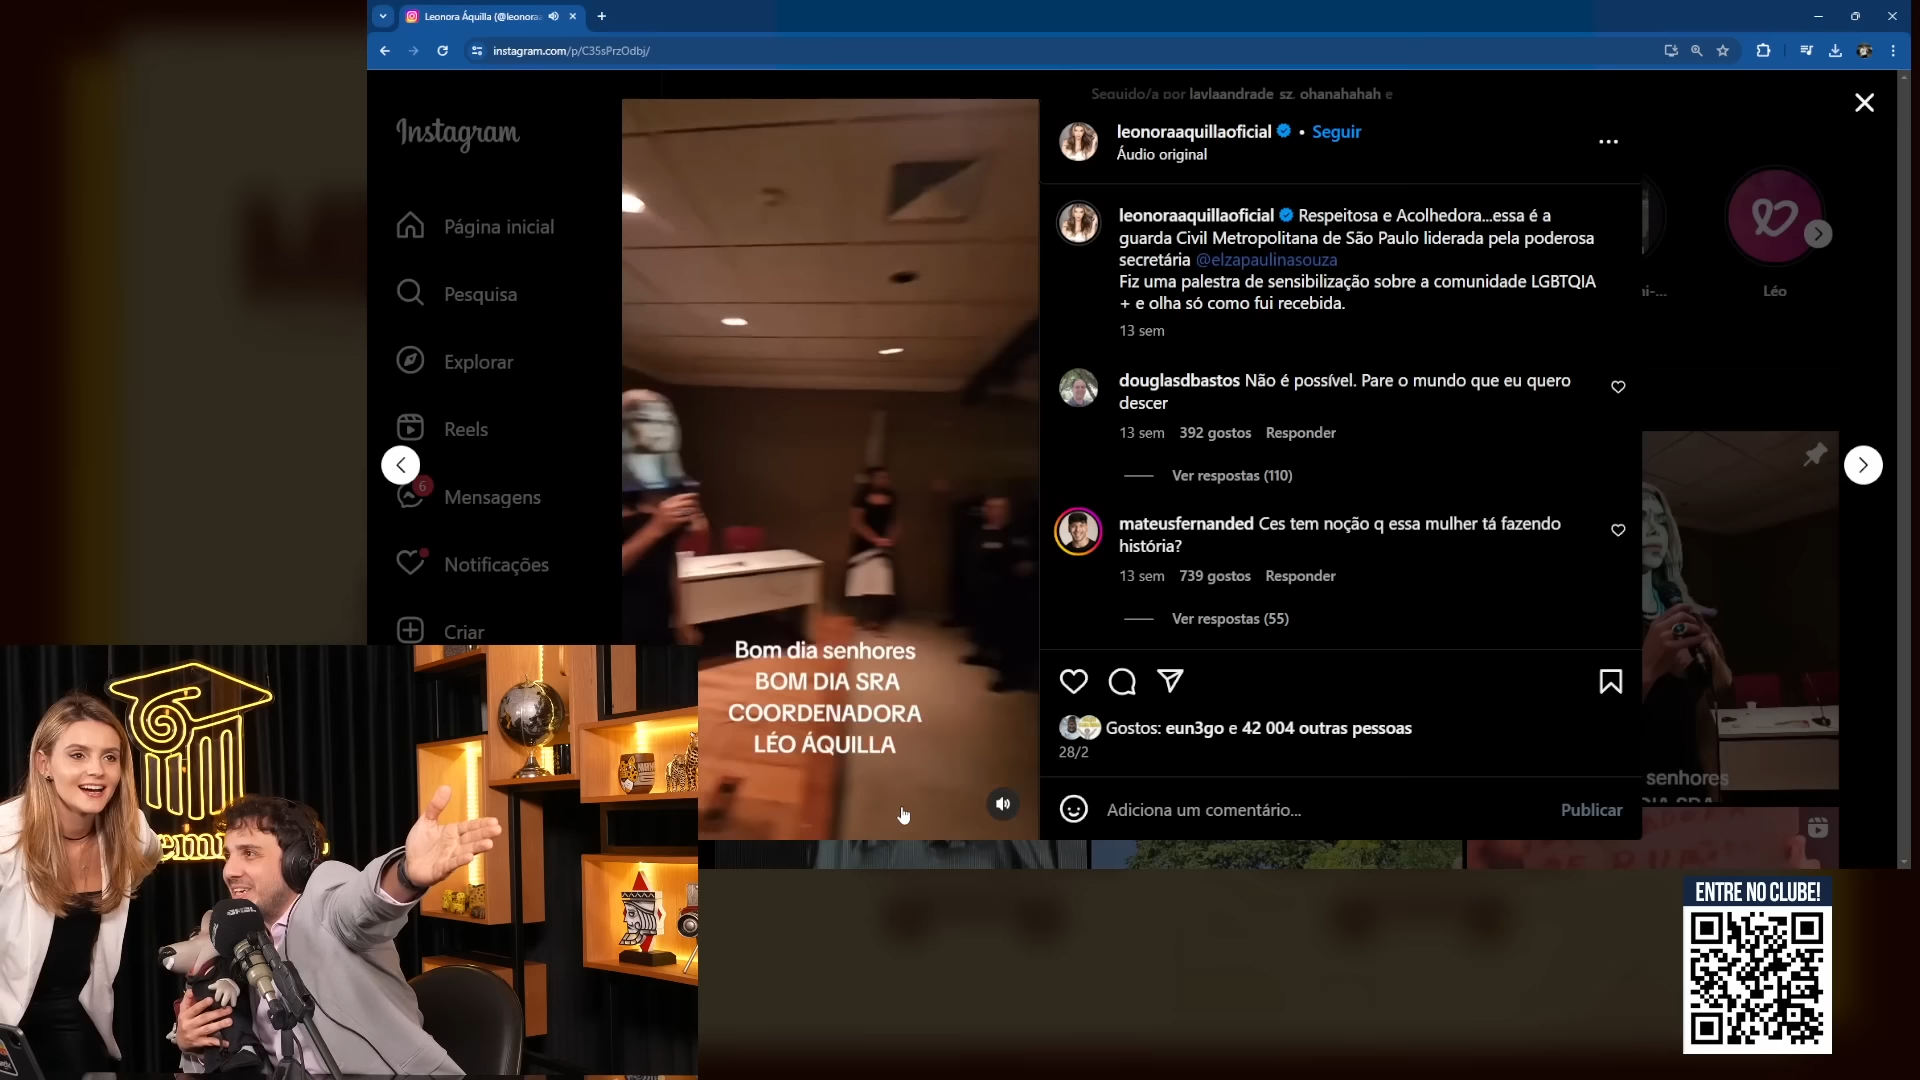 Leonora Áquilla (@leonora
instagram.com/p/C35sPrzOdbj/
Instagram
Página inicial
Pesquisa
Explorar
Reels
6
Mensagens
Notificações
Criar
Bom dia senhores
BOM DIA SRA
COORDENADORA
LÉO ÁQUILLA
Seguido/a por laylaandrade_sz, ohanahahah e
leonoraaquillaoficial • Seguir
Áudio original
leonoraaquillaoficial Respeitosa e Acolhedora...essa é a
guarda Civil Metropolitana de São Paulo liderada pela poderosa
secretária @elzapaulinasouza
Fiz uma palestra de sensibilização sobre a comunidade LGBTQIA
+ e olha só como fui recebida.
13 sem
douglasdbastos Não é possível. Pare o mundo que eu quero
descer
13 sem 392 gostos Responder
Ver respostas (110)
mateusfernanded Ces tem noção q essa mulher tá fazendo
história?
13 sem 739 gostos Responder
Ver respostas (55)
Gostos: eun3go e 42 004 outras pessoas
28/2
Adiciona um comentário...
Publicar
Léo
senhores
ENTRE NO CLUBE!